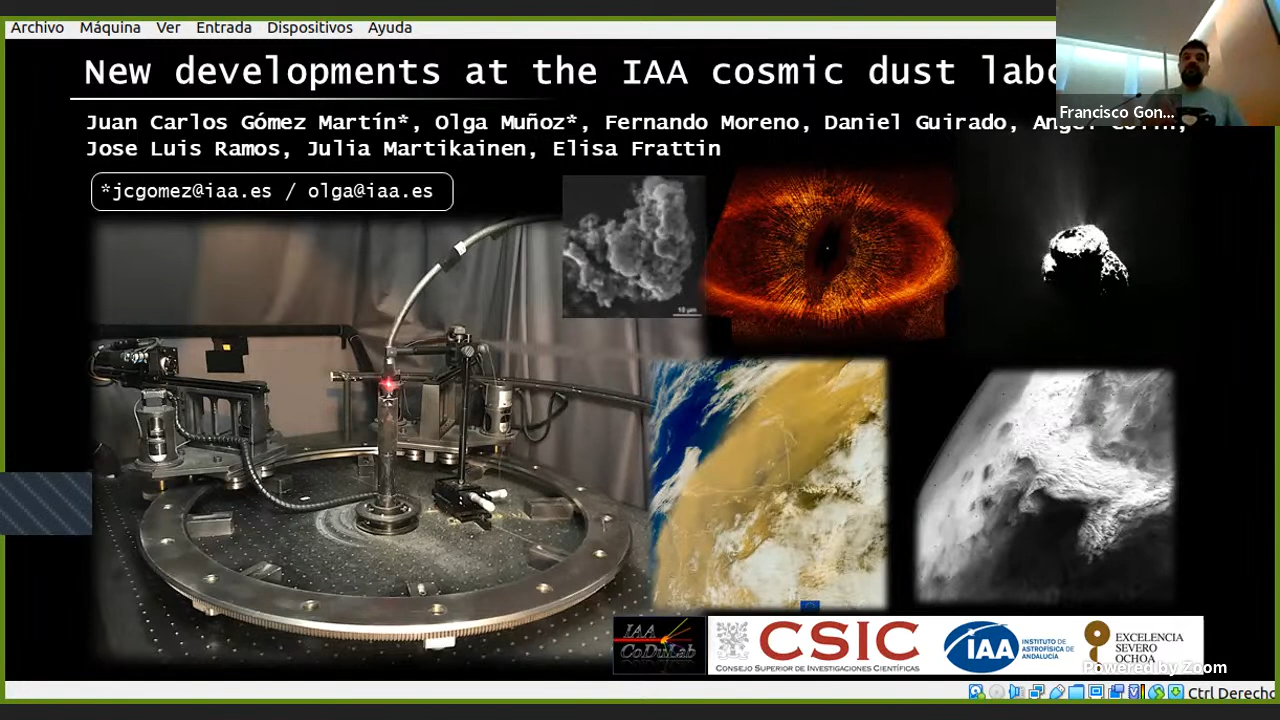 Archivo Máquina Ver Entrada Dispositivos Ayuda
New developments at the IAA cosmic dust
Francisco Gon...
Juan Carlos Gómez Martín*, Olga Muñoz*, Fernando Moreno, Daniel Guirado,
Jose Luis Ramos, Julia Martikainen, Elisa Frattin
*jcgomez@iaa.es / olga@iaa.es
10 µm
IAA
CoDuLab
CSIC
CONSEJO SUPERIOR DE INVESTIGACIONES CIENTÍFICAS
IAA
INSTITUTO DE
ASTROFÍSICA DE
ANDALUCÍA
EXCELENCIA
SEVERO
OCHOA
Powered by Zoom
Ctrl Derecho